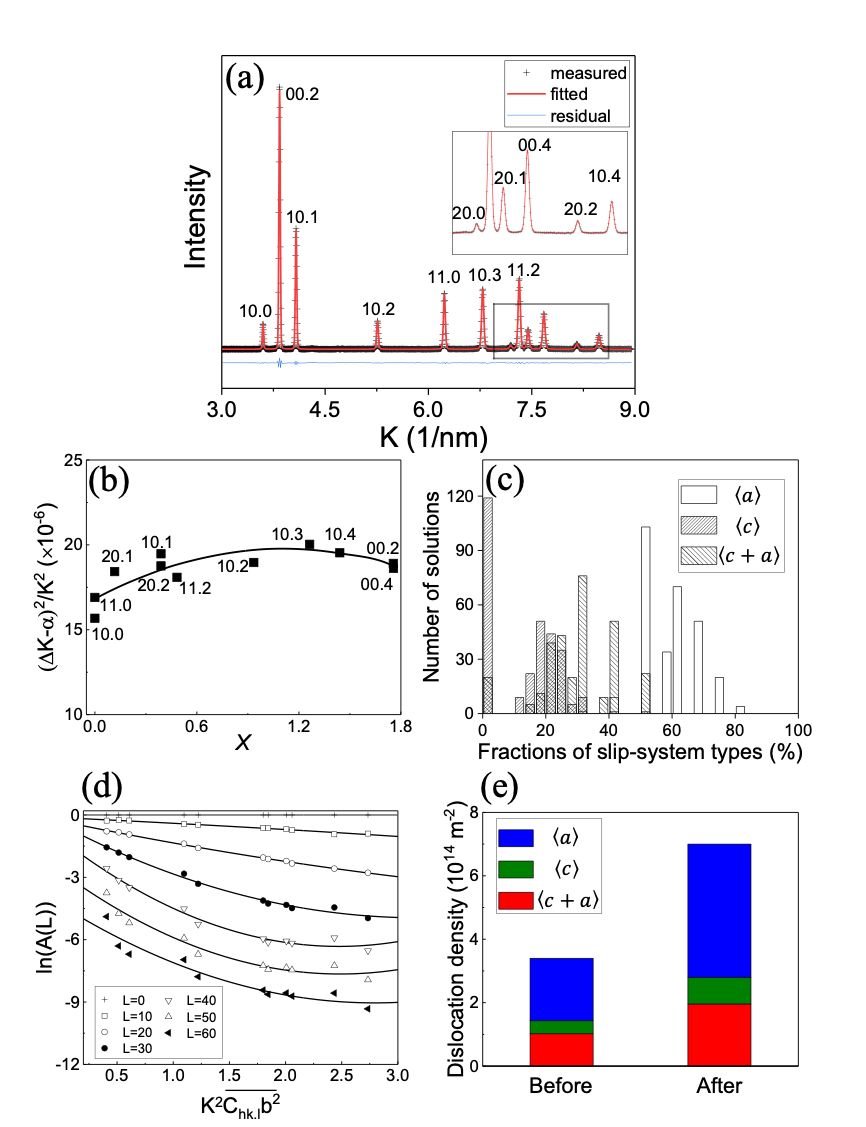 (a)
measured
fitted
residual
00.2
10.1
10.0
10.2
11.0
10.3
11.2
20.0
20.1
00.4
20.2
10.4
Intensity
3.0 4.5 6.0 7.5 9.0
K (1/nm)
(b)
25
20
15
10
(ΔK-α)²/K² (×10⁻⁶)
10.0
11.0
20.1
10.1
20.2
11.2
10.2
10.3
10.4
00.2
00.4
0.0 0.6 1.2 1.8
X
(c)
⟨a⟩
⟨c⟩
⟨c + a⟩
120
90
60
30
0
Number of solutions
0 20 40 60 80 100
Fractions of slip-system types (%)
(d)
0
-3
-6
-9
-12
ln(A(L))
L=0 L=40
L=10 L=50
L=20 L=60
L=30
0.5 1.0 1.5 2.0 2.5 3.0
K²C̅hk.lb²
(e)
⟨a⟩
⟨c⟩
⟨c + a⟩
8
6
4
2
0
Dislocation density (10¹⁴ m⁻²)
Before After